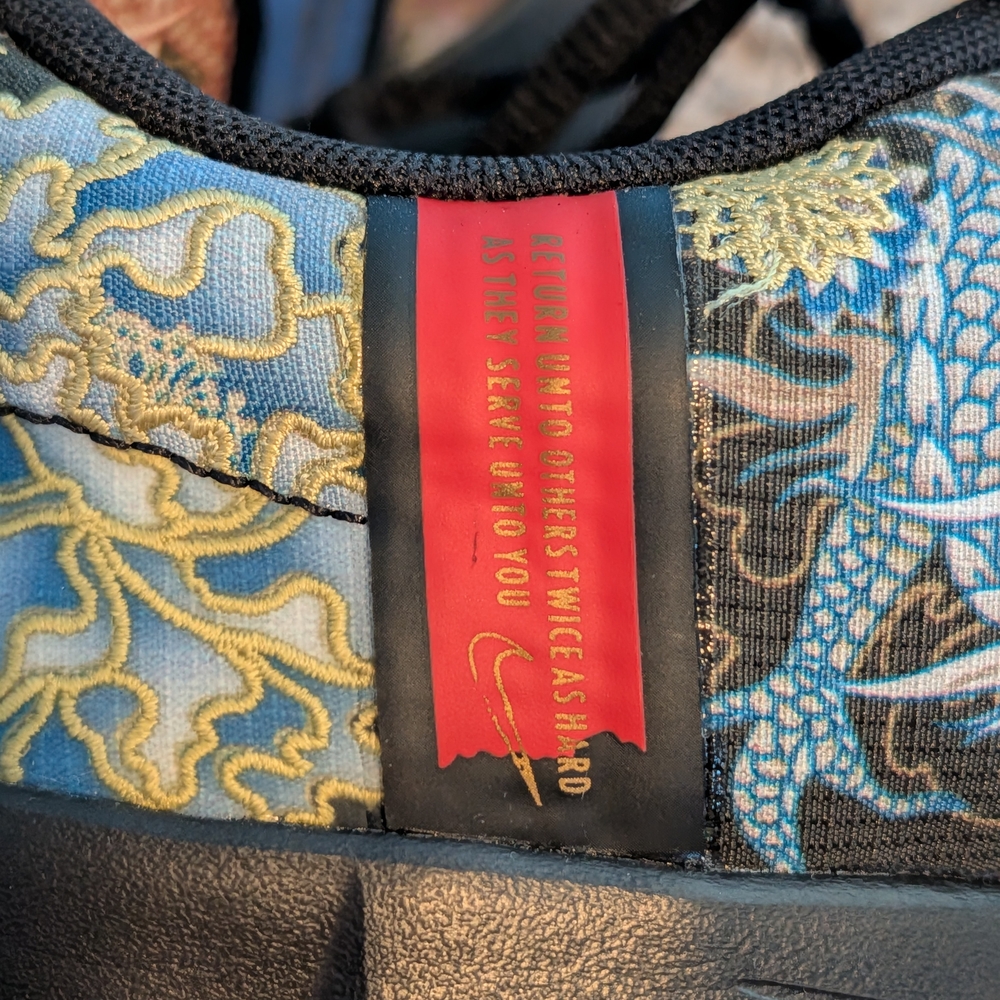 RETURN UNTO OTHERS TWICE AS HARD
AS THEY SERVE UNTO YOU